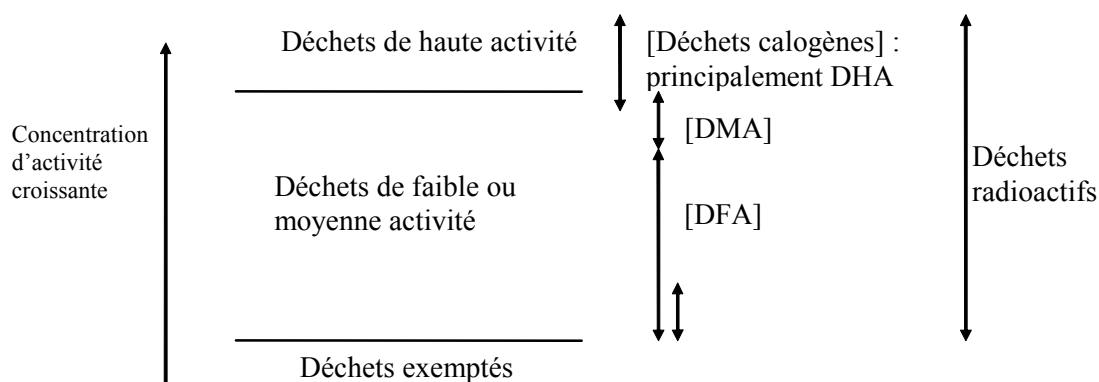 Déchets de haute activité
[Déchets calogènes] :
principalement DHA
[DMA]
Concentration
d'activité
croissante
Déchets de faible ou
moyenne activité
[DFA]
Déchets
radioactifs
Déchets exemptés